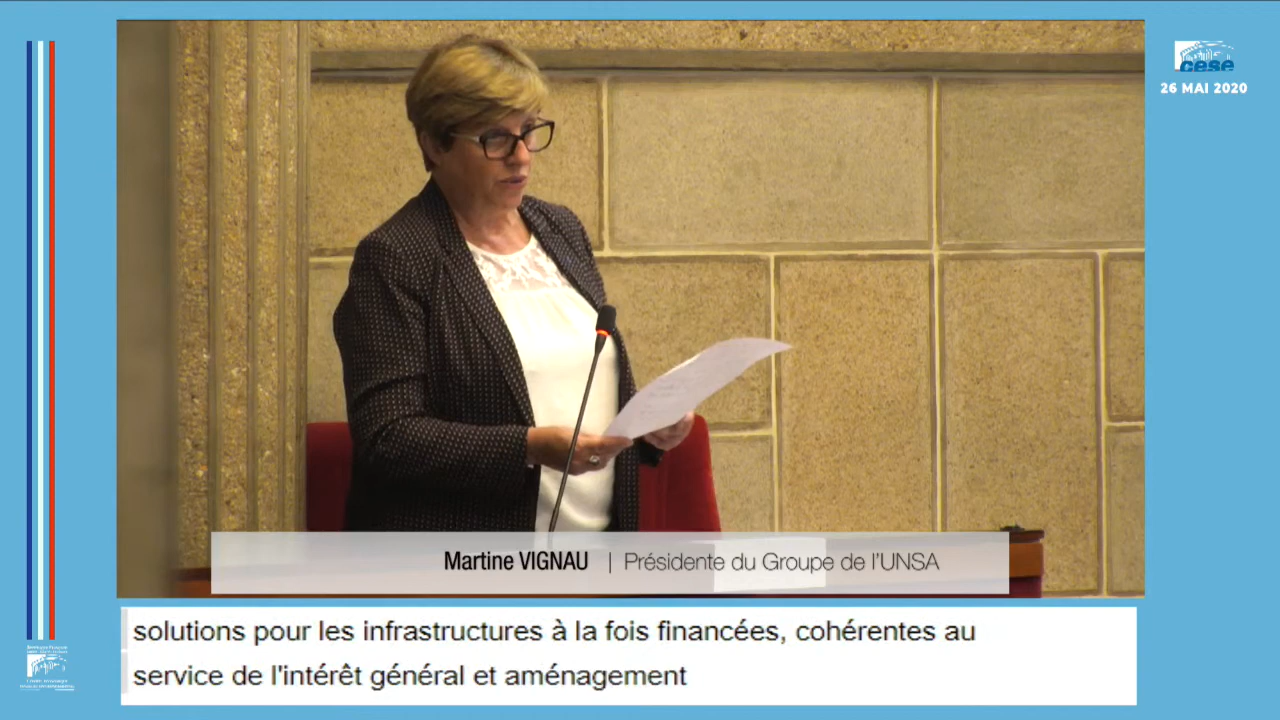 cese
26 MAI 2020
Martine VIGNAU | Présidente du Groupe de l'UNSA
solutions pour les infrastructures à la fois financées, cohérentes au
service de l'intérêt général et aménagement